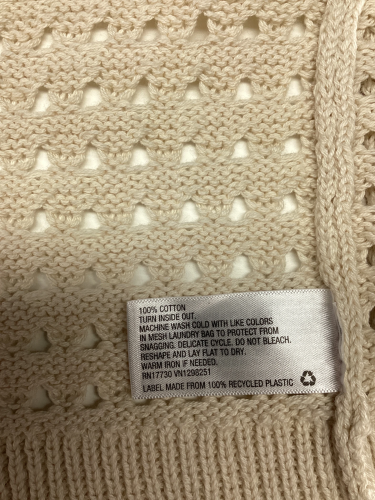 100% COTTON
TURN INSIDE OUT.
MACHINE WASH COLD WITH LIKE COLORS
IN MESH LAUNDRY BAG TO PROTECT FROM
SNAGGING. DELICATE CYCLE. DO NOT BLEACH.
RESHAPE AND LAY FLAT TO DRY.
WARM IRON IF NEEDED.
RN17730 VN1298251
LABEL MADE FROM 100% RECYCLED PLASTIC